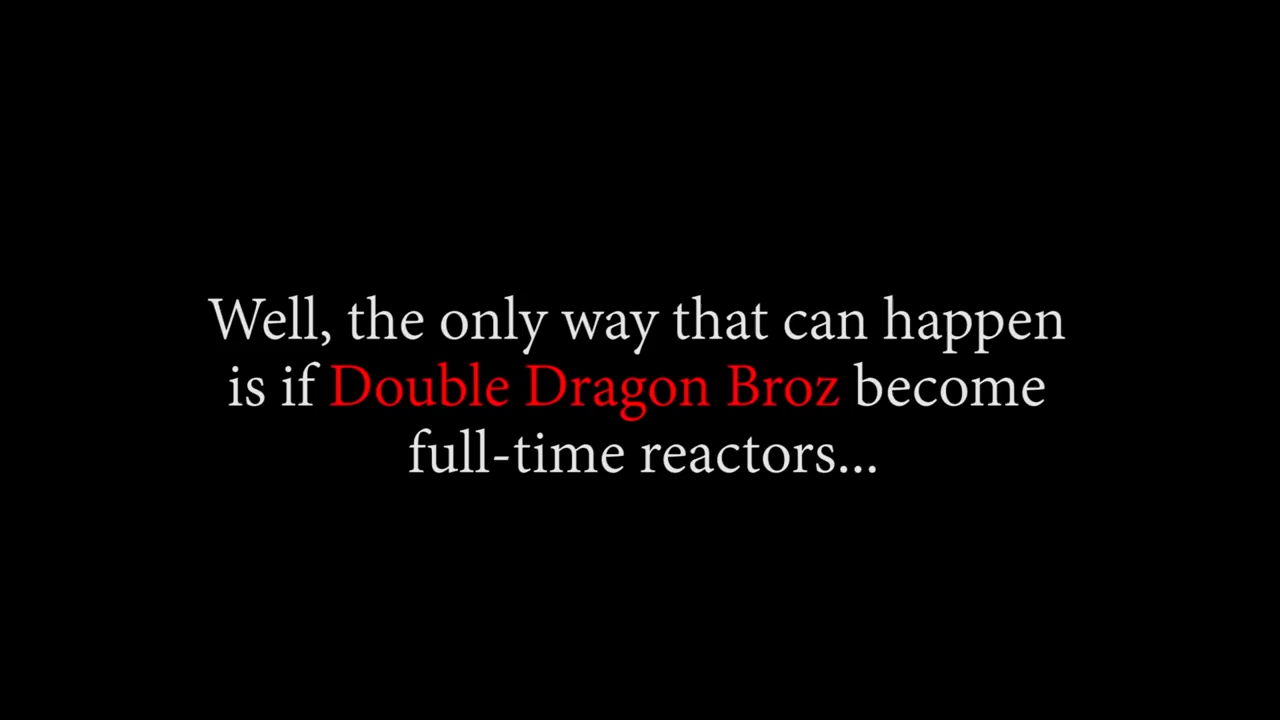 Well, the only way that can happen
is if Double Dragon Broz become
full-time reactors...